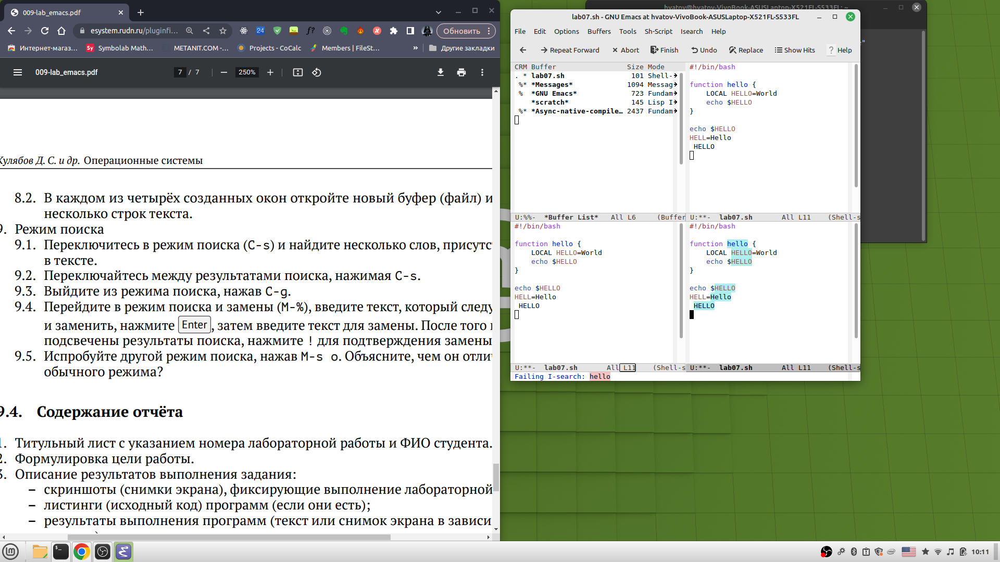 009-lab_emacs.pdf
esystem.rudn.ru/pluginfi...
24
f?
Обновить
Интернет-магаз...
Sy Symbolab Math...
METANIT.COM -...
Projects - CoCalc
Members | FileSt...
»
Другие закладки
009-lab_emacs.pdf
7 / 7
250%
Кулябов Д. С. и др. Операционные системы
8.2. В каждом из четырёх созданных окон откройте новый буфер (файл) и
несколько строк текста.
9. Режим поиска
9.1. Переключитесь в режим поиска (C-s) и найдите несколько слов, присутс
в тексте.
9.2. Переключайтесь между результатами поиска, нажимая C-s.
9.3. Выйдите из режима поиска, нажав C-g.
9.4. Перейдите в режим поиска и замены (M-%), введите текст, который следу
и заменить, нажмите Enter, затем введите текст для замены. После того
подсвечены результаты поиска, нажмите ! для подтверждения замены
9.5. Испробуйте другой режим поиска, нажав M-s o. Объясните, чем он отли
обычного режима?
9.4. Содержание отчёта
1. Титульный лист с указанием номера лабораторной работы и ФИО студента.
2. Формулировка цели работы.
3. Описание результатов выполнения задания:
– скриншоты (снимки экрана), фиксирующие выполнение лабораторной
– листинги (исходный код) программ (если они есть);
– результаты выполнения программ (текст или снимок экрана в зависи
hvatov@hvatov-VivoBook-ASUSLaptop-X521FL-S533FL: ~
lab07.sh - GNU Emacs at hvatov-VivoBook-ASUSLaptop-X521FL-S533FL
File Edit Options Buffers Tools Sh-Script Isearch Help
Repeat Forward Abort Finish Undo Replace Show Hits ? Help
CRM Buffer Size Mode
. * lab07.sh 101 Shell-
%* *Messages* 1094 Messag
% *GNU Emacs* 723 Fundam
*scratch* 145 Lisp I
%* *Async-native-compile… 2437 Fundam
U:%%- *Buffer List* All L6 (Buffer
#!/bin/bash
function hello {
LOCAL HELLO=World
echo $HELLO
}
echo $HELLO
HELL=Hello
HELLO
U:**- lab07.sh All L11 (Shell-s
#!/bin/bash
function hello {
LOCAL HELLO=World
echo $HELLO
}
echo $HELLO
HELL=Hello
HELLO
U:**- lab07.sh All L11 (Shell-s
#!/bin/bash
function hello {
LOCAL HELLO=World
echo $HELLO
}
echo $HELLO
HELL=Hello
HELLO
U:**- lab07.sh All L11 (Shell-s
Failing I-search: hello
10:11